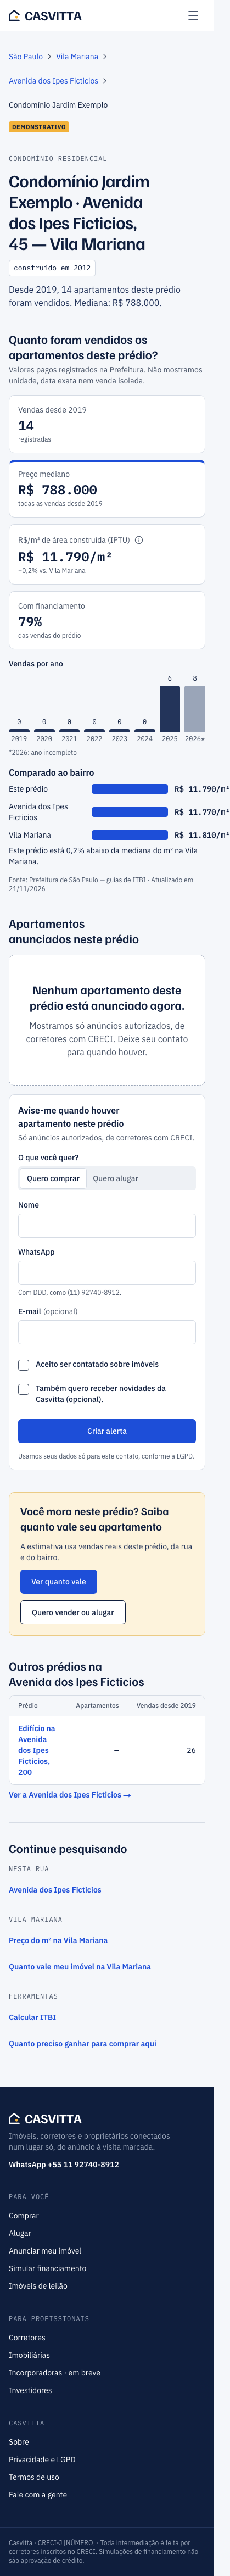 CASVITTA
São Paulo > Vila Mariana >
Avenida dos Ipes Ficticios >
Condomínio Jardim Exemplo
DEMONSTRATIVO
CONDOMÍNIO RESIDENCIAL
Condomínio Jardim
Exemplo · Avenida
dos Ipes Ficticios,
45 — Vila Mariana
construído em 2012
Desde 2019, 14 apartamentos deste prédio
foram vendidos. Mediana: R$ 788.000.
Quanto foram vendidos os
apartamentos deste prédio?
Valores pagos registrados na Prefeitura. Não mostramos
unidade, data exata nem venda isolada.
Vendas desde 2019
14
registradas
Preço mediano
R$ 788.000
todas as vendas desde 2019
R$/m² de área construída (IPTU)
R$ 11.790/m²
−0,2% vs. Vila Mariana
Com financiamento
79%
das vendas do prédio
Vendas por ano
0 0 0 0 0 0 6 8
2019 2020 2021 2022 2023 2024 2025 2026+
*2026: ano incompleto
Comparado ao bairro
Este prédio R$ 11.790/m²
Avenida dos Ipes
Ficticios R$ 11.770/m²
Vila Mariana R$ 11.810/m²
Este prédio está 0,2% abaixo da mediana do m² na Vila
Mariana.
Fonte: Prefeitura de São Paulo — guias de ITBI · Atualizado em
21/11/2026
Apartamentos
anunciados neste prédio
Nenhum apartamento deste
prédio está anunciado agora.
Mostramos só anúncios autorizados, de
corretores com CRECI. Deixe seu contato
para quando houver.
Avise-me quando houver
apartamento neste prédio
Só anúncios autorizados, de corretores com CRECI.
O que você quer?
Quero comprar Quero alugar
Nome
WhatsApp
Com DDD, como (11) 92740-8912.
E-mail (opcional)
Aceito ser contatado sobre imóveis
Também quero receber novidades da
Casvitta (opcional).
Criar alerta
Usamos seus dados só para este contato, conforme a LGPD.
Você mora neste prédio? Saiba
quanto vale seu apartamento
A estimativa usa vendas reais deste prédio, da rua
e do bairro.
Ver quanto vale
Quero vender ou alugar
Outros prédios na
Avenida dos Ipes Ficticios
Prédio Apartamentos Vendas desde 2019
Edifício na
Avenida
dos Ipes
Ficticios,
200 — 26
Ver a Avenida dos Ipes Ficticios →
Continue pesquisando
NESTA RUA
Avenida dos Ipes Ficticios
VILA MARIANA
Preço do m² na Vila Mariana
Quanto vale meu imóvel na Vila Mariana
FERRAMENTAS
Calcular ITBI
Quanto preciso ganhar para comprar aqui
CASVITTA
Imóveis, corretores e proprietários conectados
num lugar só, do anúncio à visita marcada.
WhatsApp +55 11 92740-8912
PARA VOCÊ
Comprar
Alugar
Anunciar meu imóvel
Simular financiamento
Imóveis de leilão
PARA PROFISSIONAIS
Corretores
Imobiliárias
Incorporadoras · em breve
Investidores
CASVITTA
Sobre
Privacidade e LGPD
Termos de uso
Fale com a gente
Casvitta · CRECI-J [NÚMERO] · Toda intermediação é feita por
corretores inscritos no CRECI. Simulações de financiamento não
são aprovação de crédito.